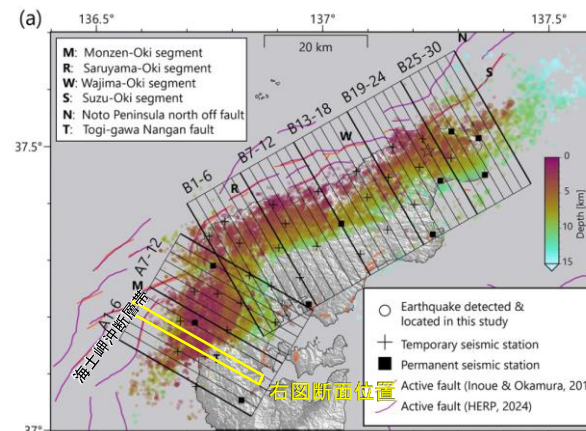 (a)
136.5°
137°
137.5°
M: Monzen-Oki segment
R: Saruyama-Oki segment
W: Wajima-Oki segment
S: Suzu-Oki segment
N: Noto Peninsula north off fault
T: Togi-gawa Nangan fault
20 km
N
S
B25-30
B19-24
B13-18
W
B7-12
B1-6
R
37.5°
A7-12
M
A1-6
海士岬沖断層帯
右図断面位置
37°
0
5
10
15
Depth [km]
Earthquake detected &
located in this study
Temporary seismic station
Permanent seismic station
Active fault (Inoue & Okamura, 201
Active fault (HERP, 2024)